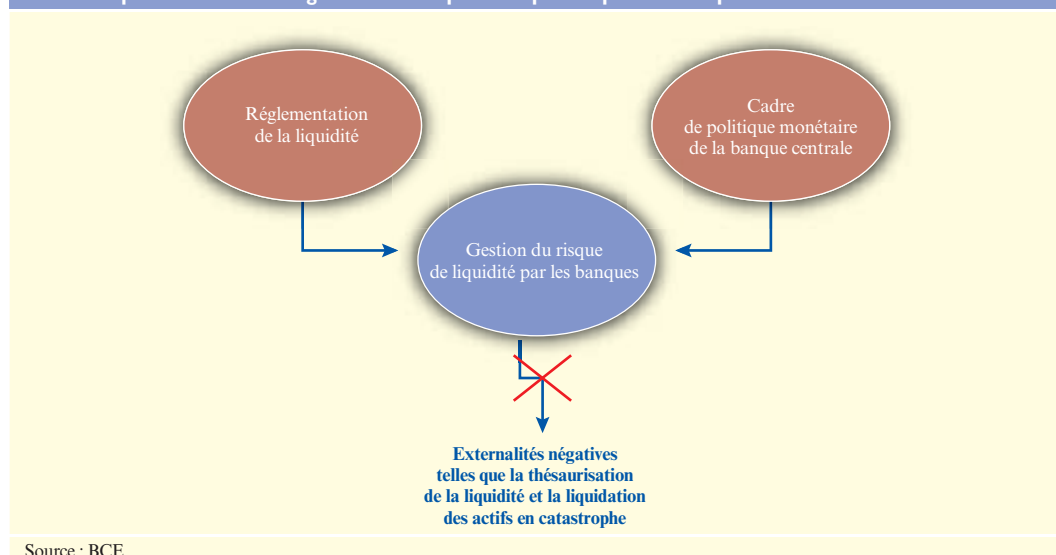 Réglementation
de la liquidité
Cadre
de politique monétaire
de la banque centrale
Gestion du risque
de liquidité par les banques
Externalités négatives
telles que la thésaurisation
de la liquidité et la liquidation
des actifs en catastrophe
Source : BCE